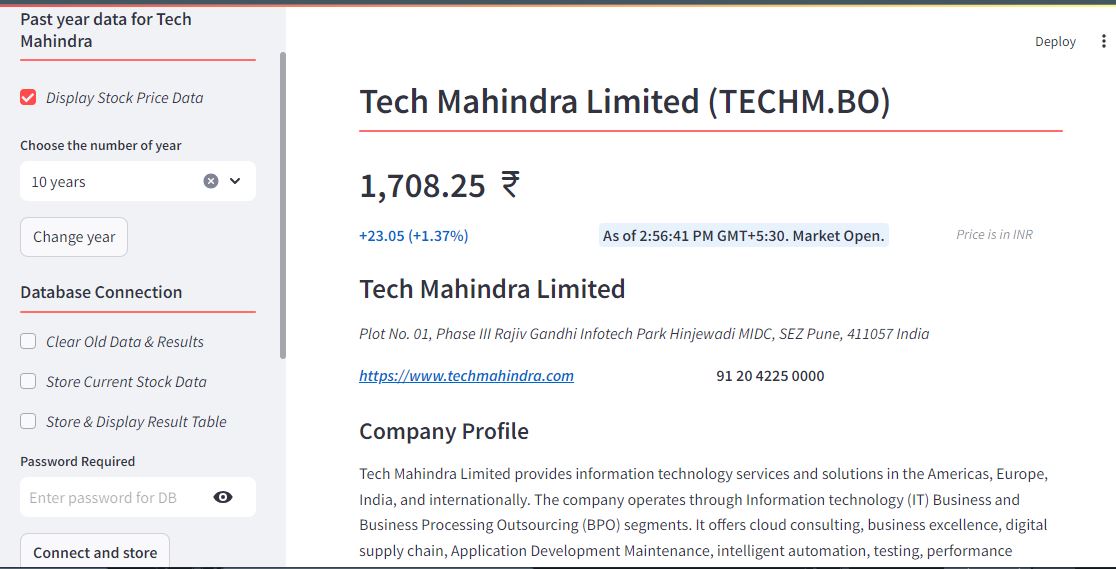 Past year data for Tech
Mahindra
Display Stock Price Data
Choose the number of year
10 years
Change year
Database Connection
Clear Old Data & Results
Store Current Stock Data
Store & Display Result Table
Password Required
Enter password for DB
Connect and store
Deploy
Tech Mahindra Limited (TECHM.BO)
1,708.25 ₹
+23.05 (+1.37%)
As of 2:56:41 PM GMT+5:30. Market Open.
Price is in INR
Tech Mahindra Limited
Plot No. 01, Phase III Rajiv Gandhi Infotech Park Hinjewadi MIDC, SEZ Pune, 411057 India
https://www.techmahindra.com
91 20 4225 0000
Company Profile
Tech Mahindra Limited provides information technology services and solutions in the Americas, Europe,
India, and internationally. The company operates through Information technology (IT) Business and
Business Processing Outsourcing (BPO) segments. It offers cloud consulting, business excellence, digital
supply chain, Application Development Maintenance, intelligent automation, testing, performance